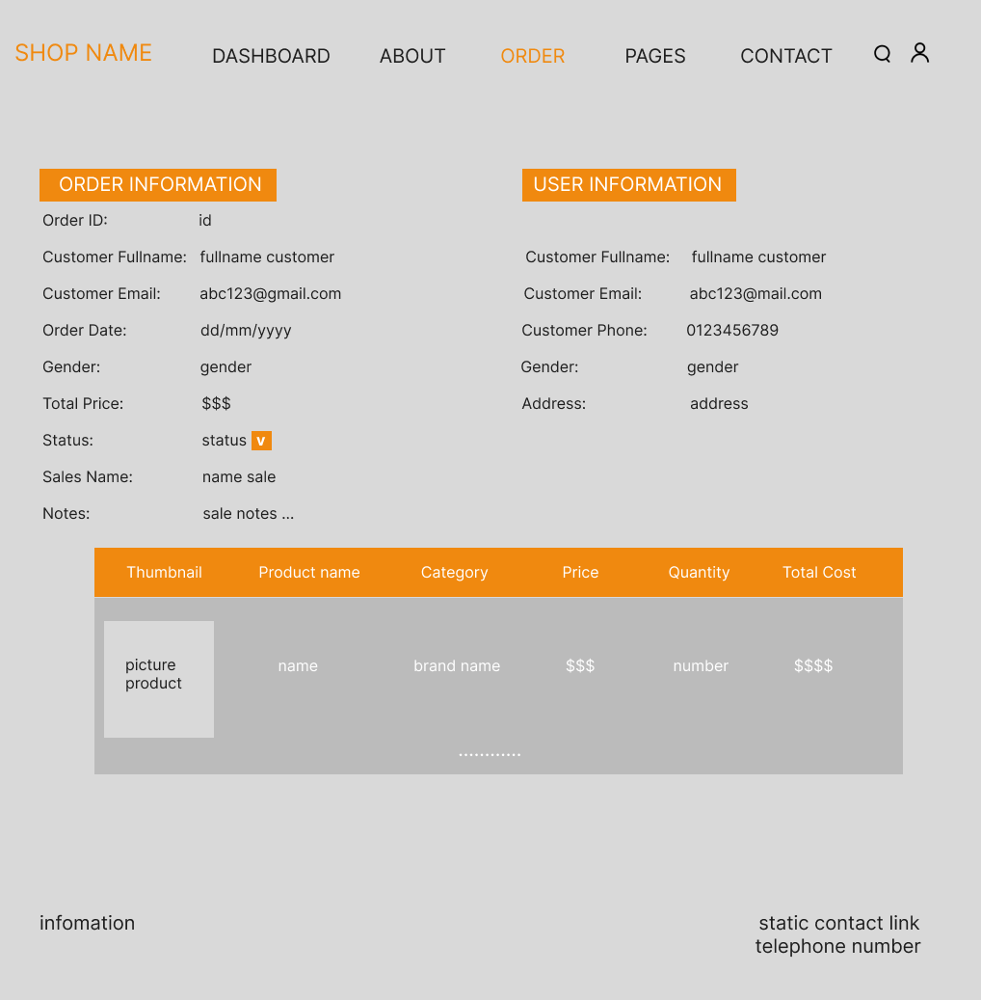 SHOP NAME DASHBOARD ABOUT ORDER PAGES CONTACT
ORDER INFORMATION
Order ID: id
Customer Fullname: fullname customer
Customer Email: abc123@gmail.com
Order Date: dd/mm/yyyy
Gender: gender
Total Price: $$$
Status: status v
Sales Name: name sale
Notes: sale notes ...
USER INFORMATION
Customer Fullname: fullname customer
Customer Email: abc123@mail.com
Customer Phone: 0123456789
Gender: gender
Address: address
Thumbnail Product name Category Price Quantity Total Cost
picture
product
name brand name $$$ number $$$$
............
infomation
static contact link
telephone number